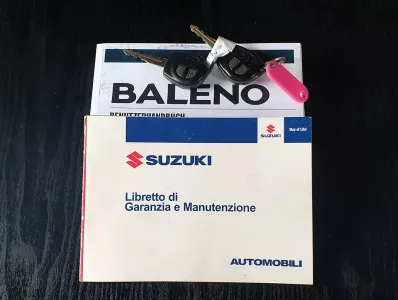 BALENO
BENUTZERHANDBUCH
SUZUKI
Way of Life!
SUZUKI
Libretto di
Garanzia e Manutenzione
AUTOMOBILI